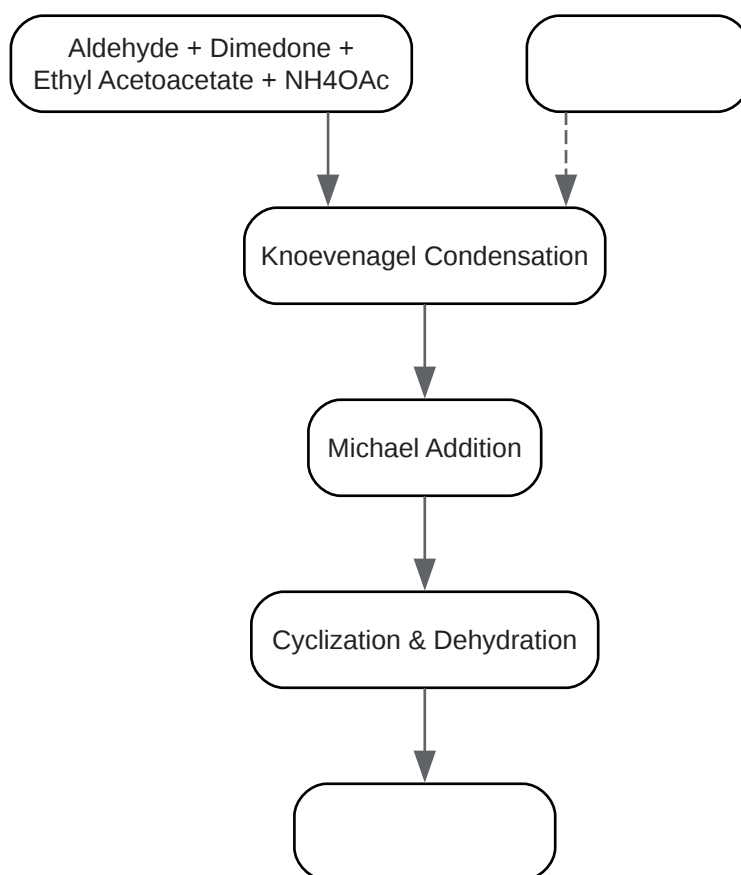 Aldehyde + Dimedone +
Ethyl Acetoacetate + NH4OAc
Knoevenagel Condensation
Michael Addition
Cyclization & Dehydration